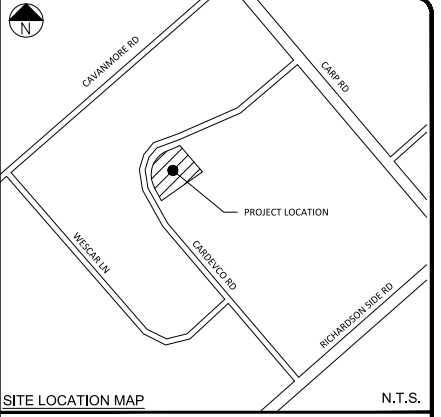 N
CAVANMORE RD
CARP RD
PROJECT LOCATION
WESCAR LN
CARDEVCO RD
RICHARDSON SIDE RD
SITE LOCATION MAP
N.T.S.